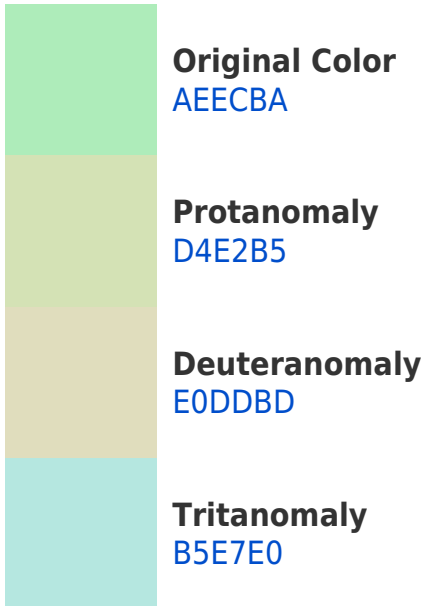 Original Color
AEECBA
Protanomaly
D4E2B5
Deuteranomaly
E0DDBD
Tritanomaly
B5E7E0